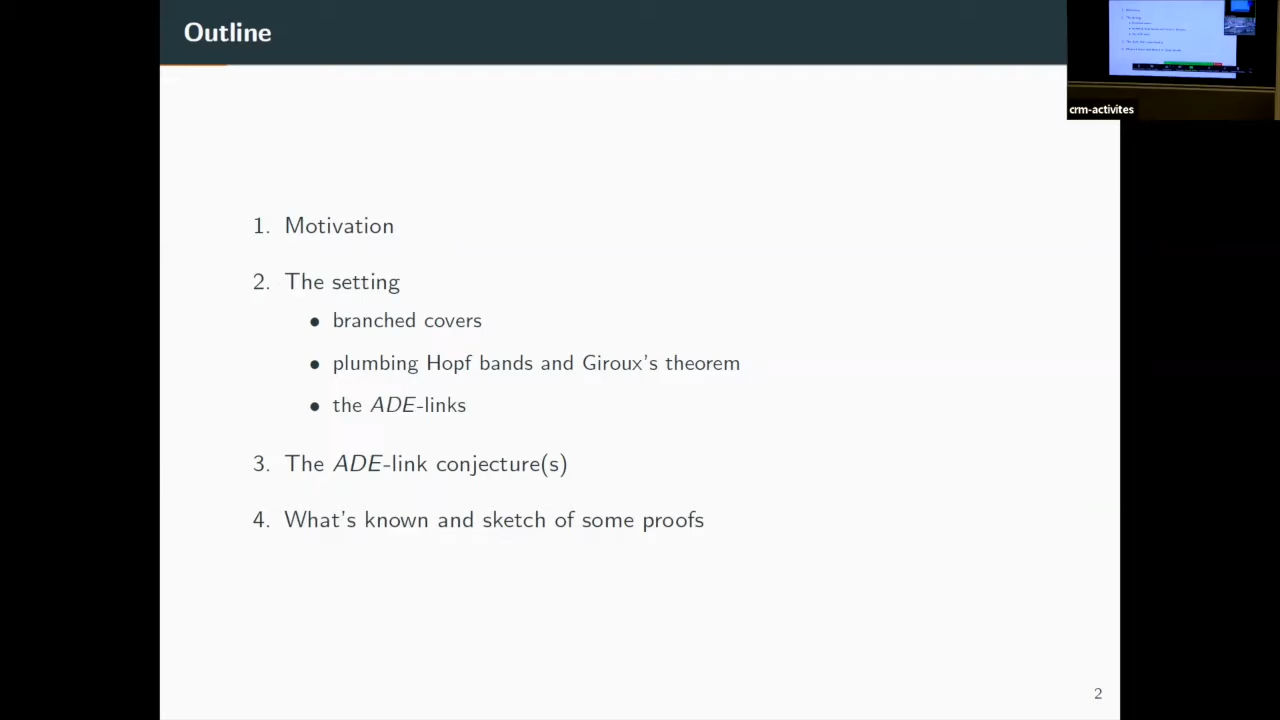 Outline
crm-activites
1. Motivation
2. The setting
• branched covers
• plumbing Hopf bands and Giroux's theorem
• the ADE-links
3. The ADE-link conjecture(s)
4. What's known and sketch of some proofs
2